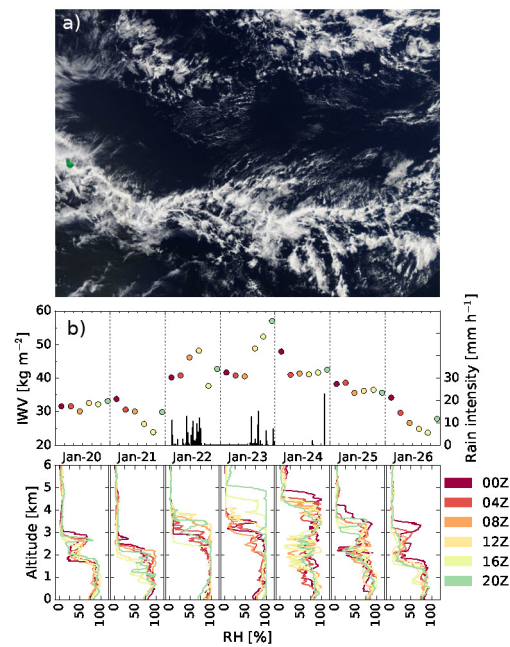 a)
b)
60
50
40
30
20
IWV [kg m⁻²]
30
20
10
0
Rain intensity [mm h⁻¹]
Jan-20 Jan-21 Jan-22 Jan-23 Jan-24 Jan-25 Jan-26
6
5
4
3
2
1
0
Altitude [km]
0 50 100 0 50 100 0 50 100 0 50 100 0 50 100 0 50 100 0 50 100
RH [%]
00Z
04Z
08Z
12Z
16Z
20Z